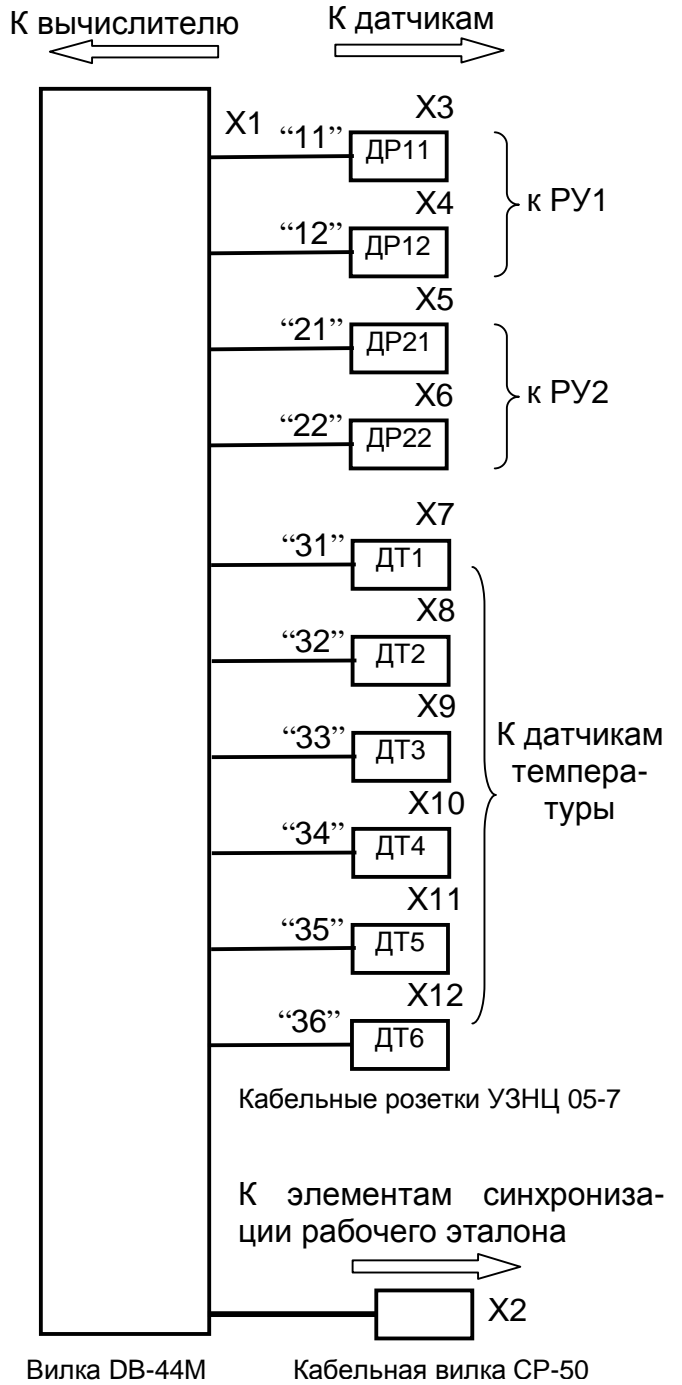 К вычислителю
К датчикам
X1
X3
“11”
ДР11
X4
“12”
ДР12
к РУ1
X5
“21”
ДР21
X6
“22”
ДР22
к РУ2
X7
“31”
ДТ1
X8
“32”
ДТ2
X9
“33”
ДТ3
X10
“34”
ДТ4
X11
“35”
ДТ5
X12
“36”
ДТ6
К датчикам
темпера-
туры
Кабельные розетки УЗНЦ 05-7
К элементам синхрониза-
ции рабочего эталона
X2
Вилка DB-44M
Кабельная вилка СР-50